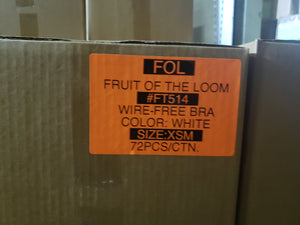 FOL
FRUIT OF THE LOOM
#FT514
WIRE-FREE BRA
COLOR: WHITE
SIZE:XSM
72PCS/CTN.